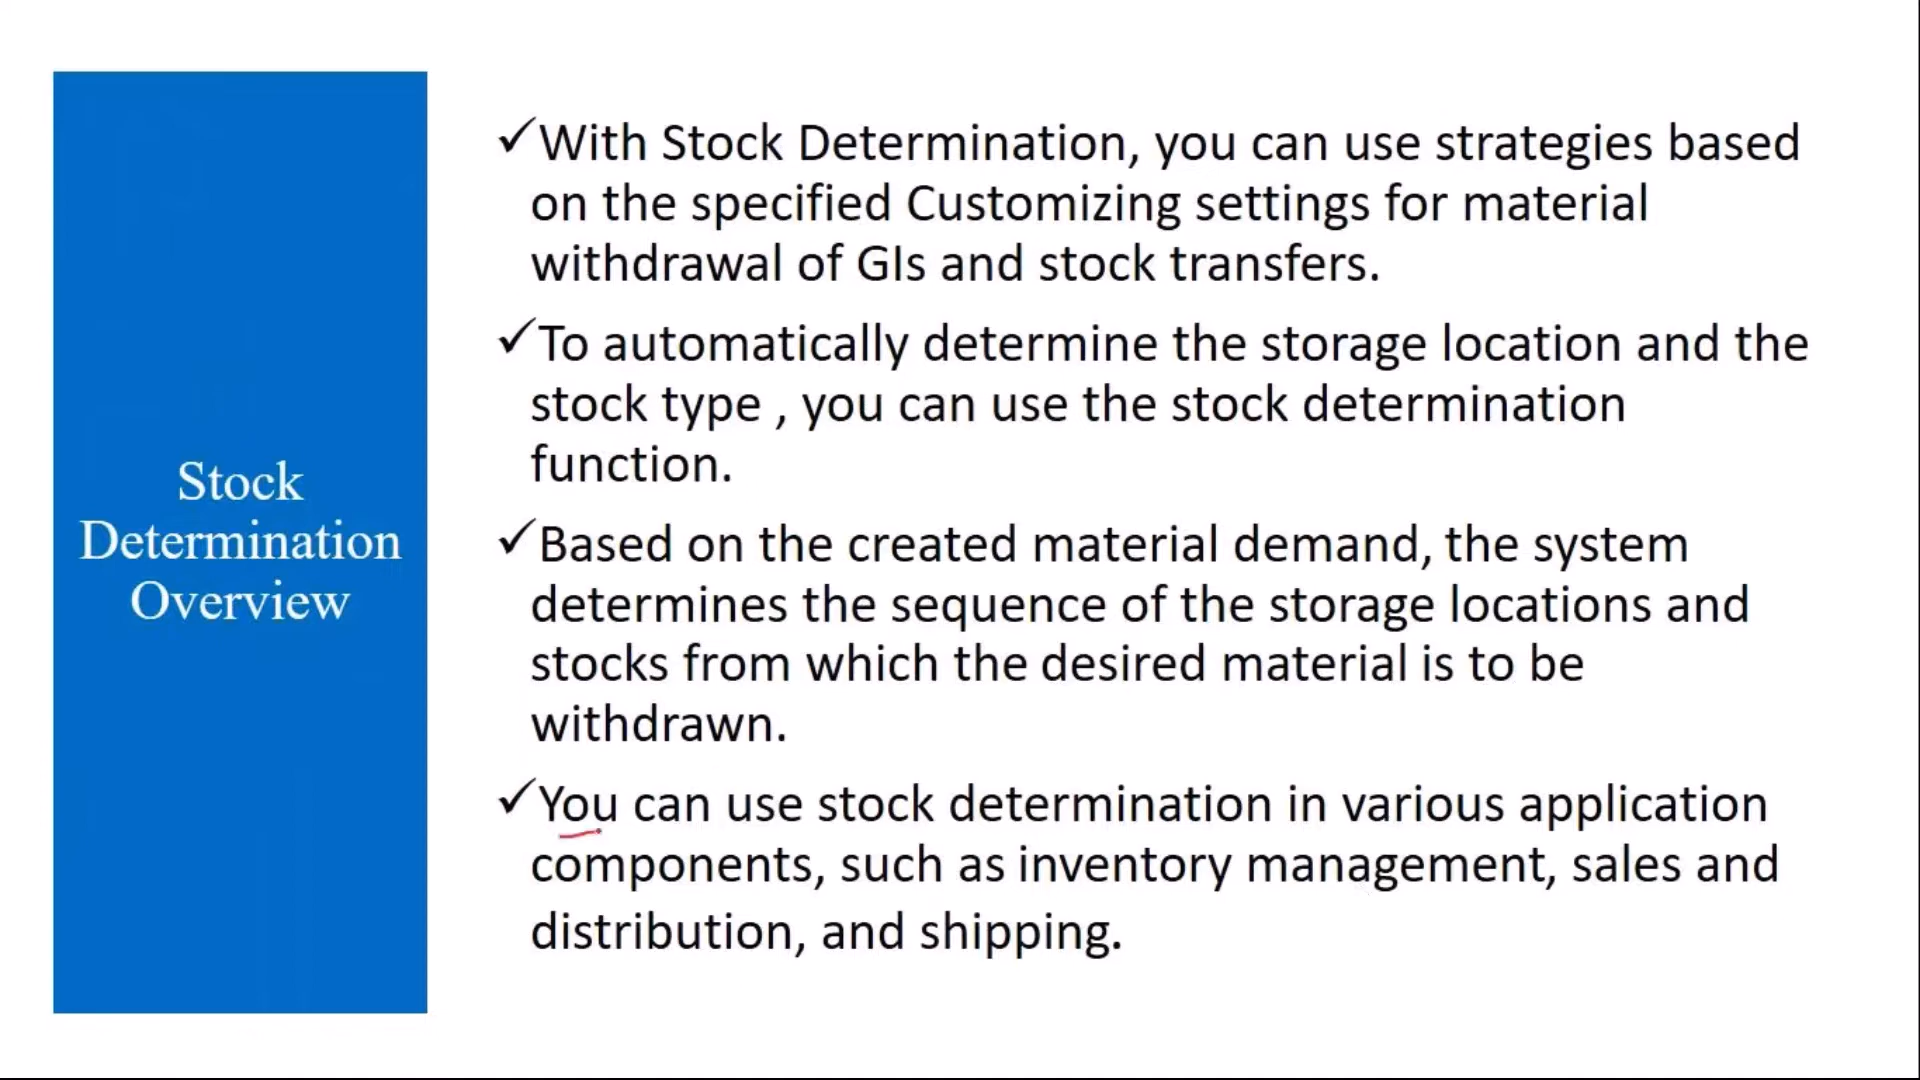 Stock
Determination
Overview
✓With Stock Determination, you can use strategies based
on the specified Customizing settings for material
withdrawal of GIs and stock transfers.
✓To automatically determine the storage location and the
stock type , you can use the stock determination
function.
✓Based on the created material demand, the system
determines the sequence of the storage locations and
stocks from which the desired material is to be
withdrawn.
✓You can use stock determination in various application
components, such as inventory management, sales and
distribution, and shipping.